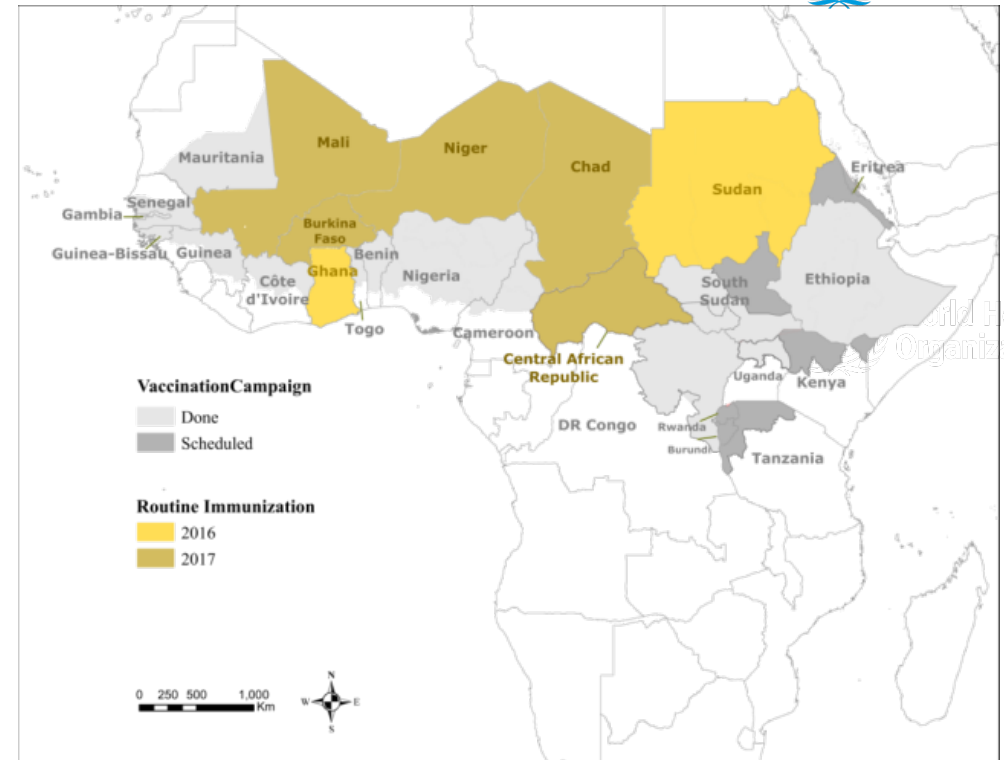 Mauritania
Mali
Niger
Chad
Sudan
Eritrea
Senegal
Gambia
Guinea-Bissau
Guinea
Burkina
Faso
Benin
Nigeria
Ghana
Côte
d'Ivoire
Togo
Cameroon
South
Sudan
Ethiopia
Central African
Republic
Uganda
Kenya
DR Congo
Rwanda
Burundi
Tanzania
VaccinationCampaign
Done
Scheduled
Routine Immunization
2016
2017
0 250 500 1,000
Km
N
W E
S